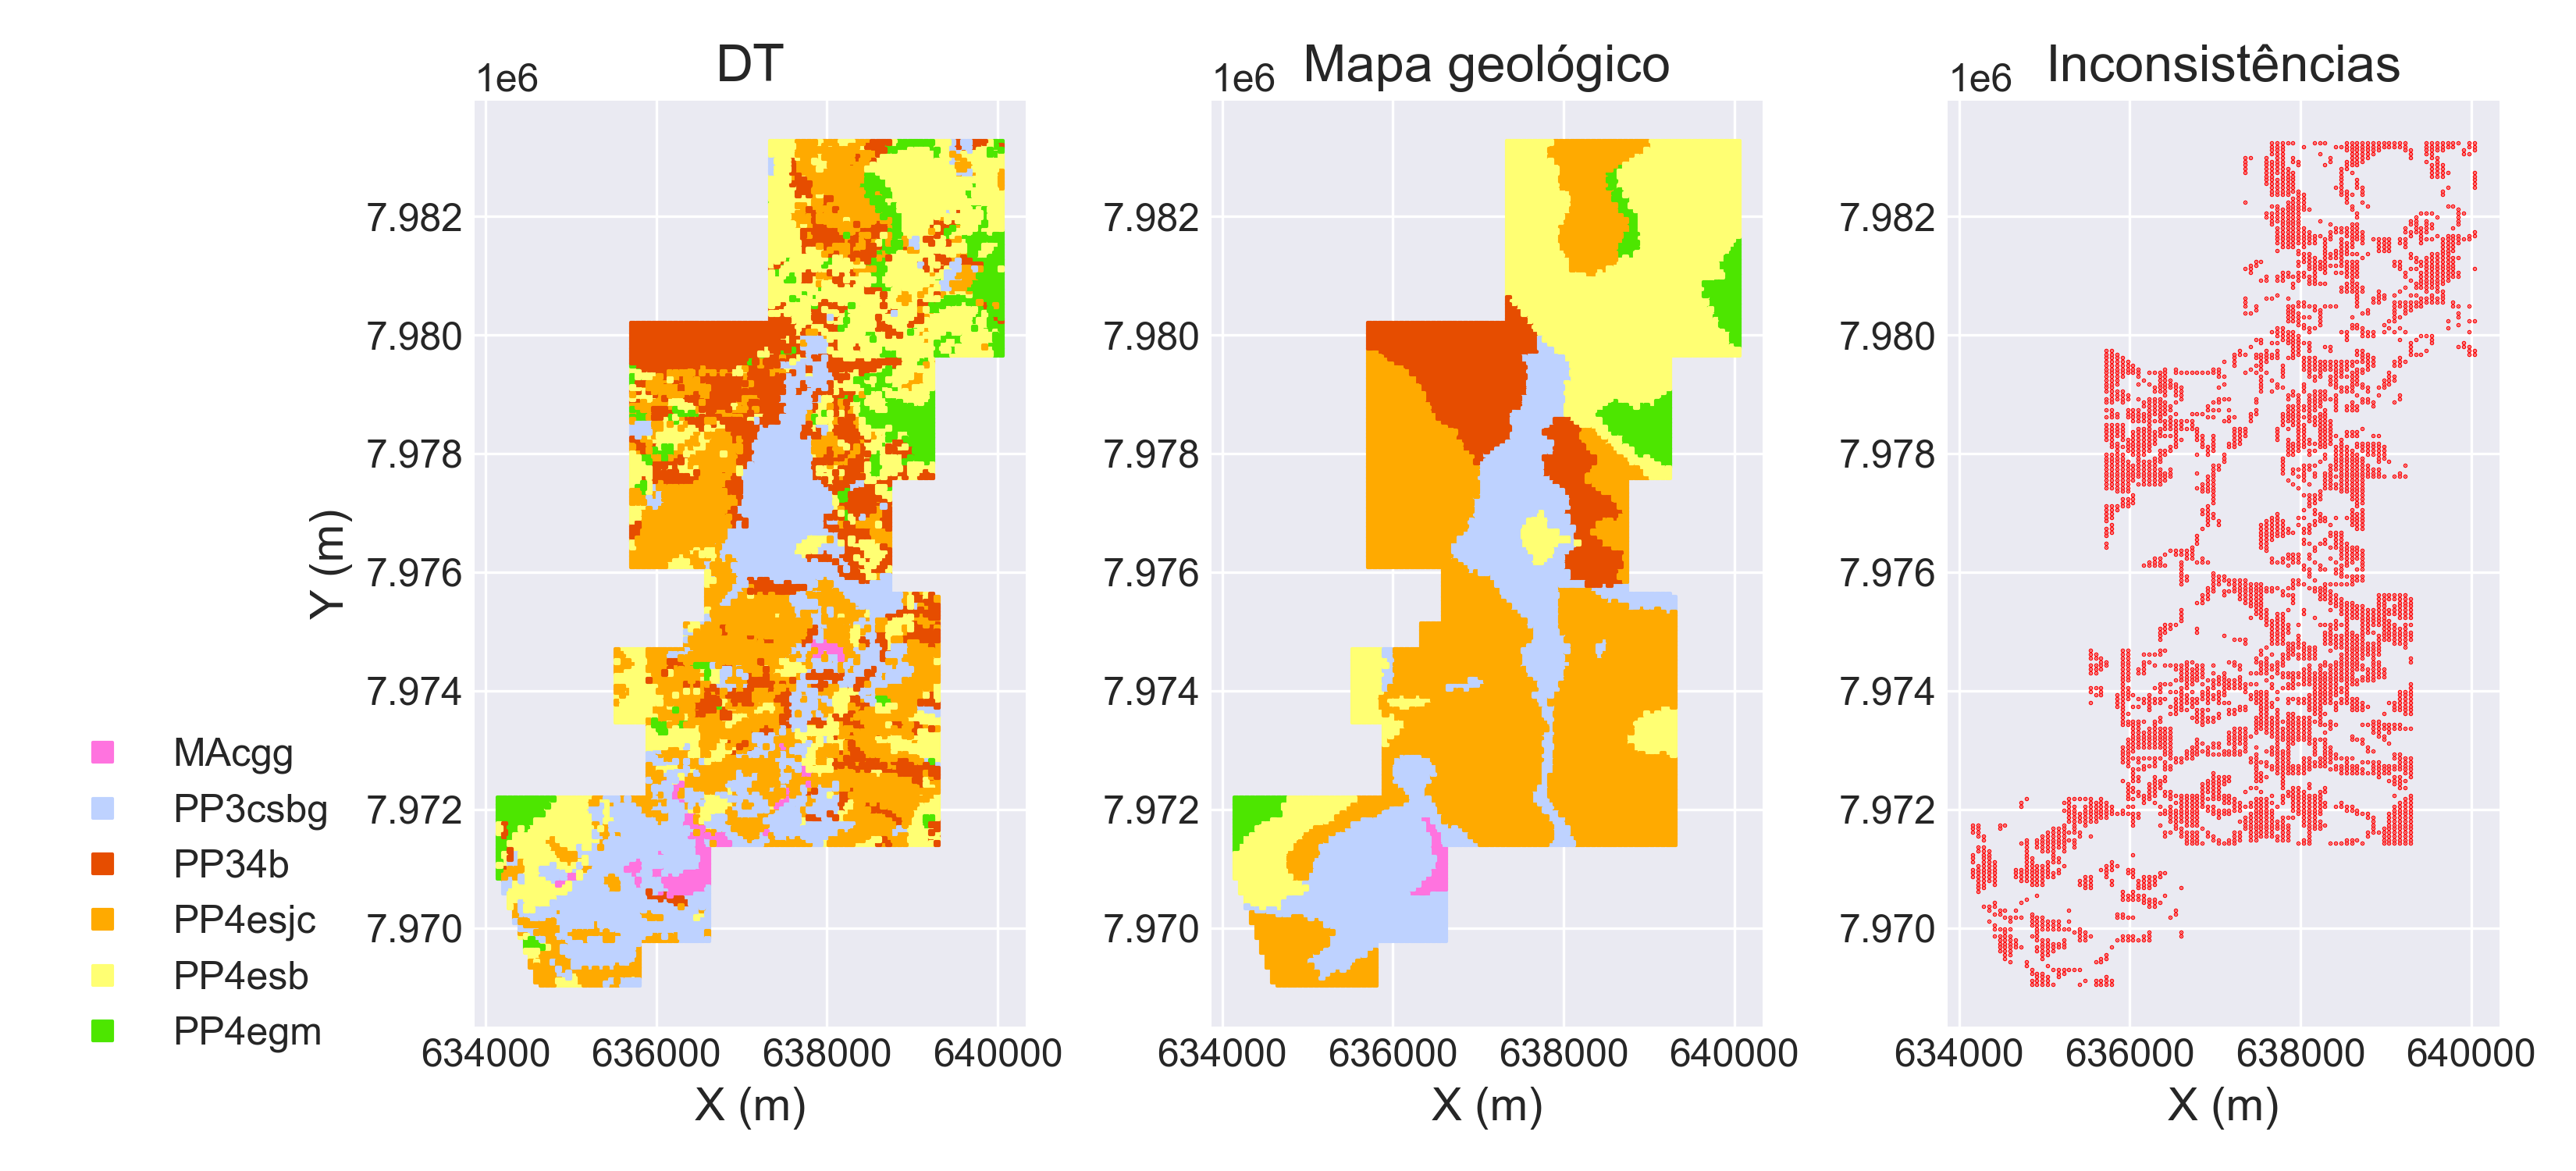 DT
1e6
7.982
7.980
7.978
7.976
7.974
7.972
7.970
Y (m)
634000 636000 638000 640000
X (m)
MAcgg
PP3csbg
PP34b
PP4esjc
PP4esb
PP4egm
Mapa geológico
1e6
7.982
7.980
7.978
7.976
7.974
7.972
7.970
634000 636000 638000 640000
X (m)
Inconsistências
1e6
7.982
7.980
7.978
7.976
7.974
7.972
7.970
634000 636000 638000 640000
X (m)